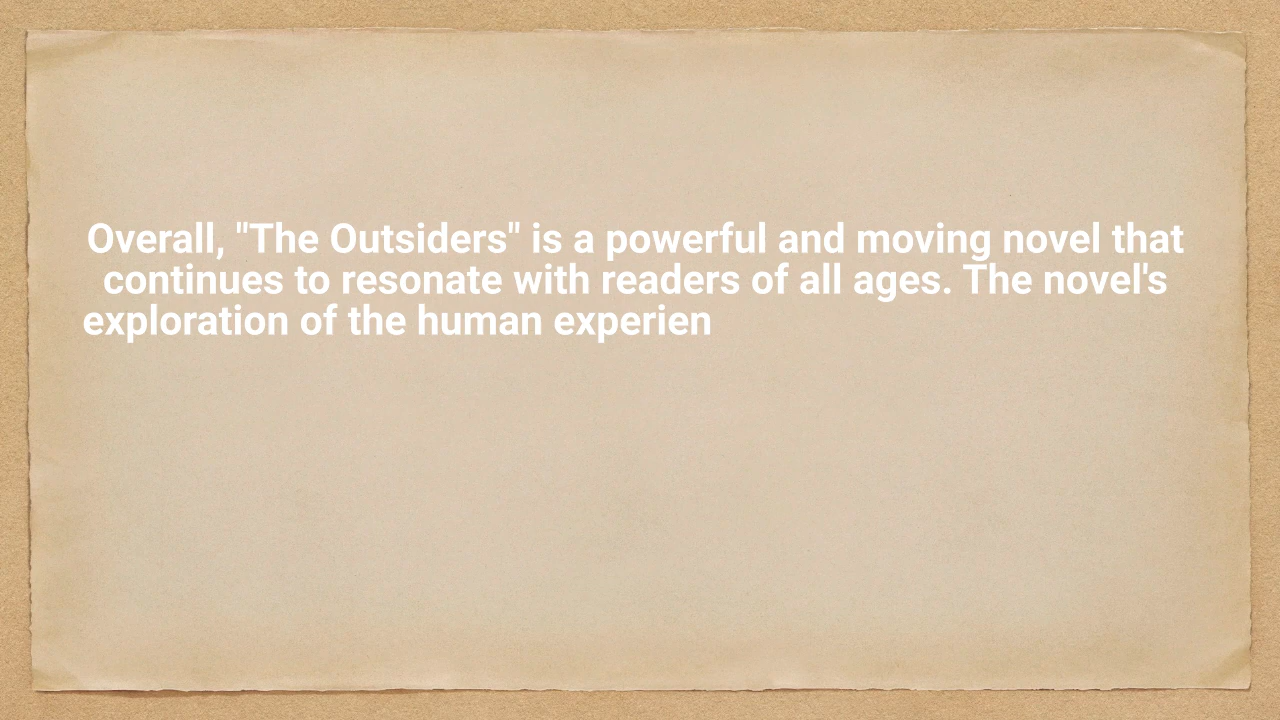 Overall, "The Outsiders" is a powerful and moving novel that
continues to resonate with readers of all ages. The novel's
exploration of the human experien